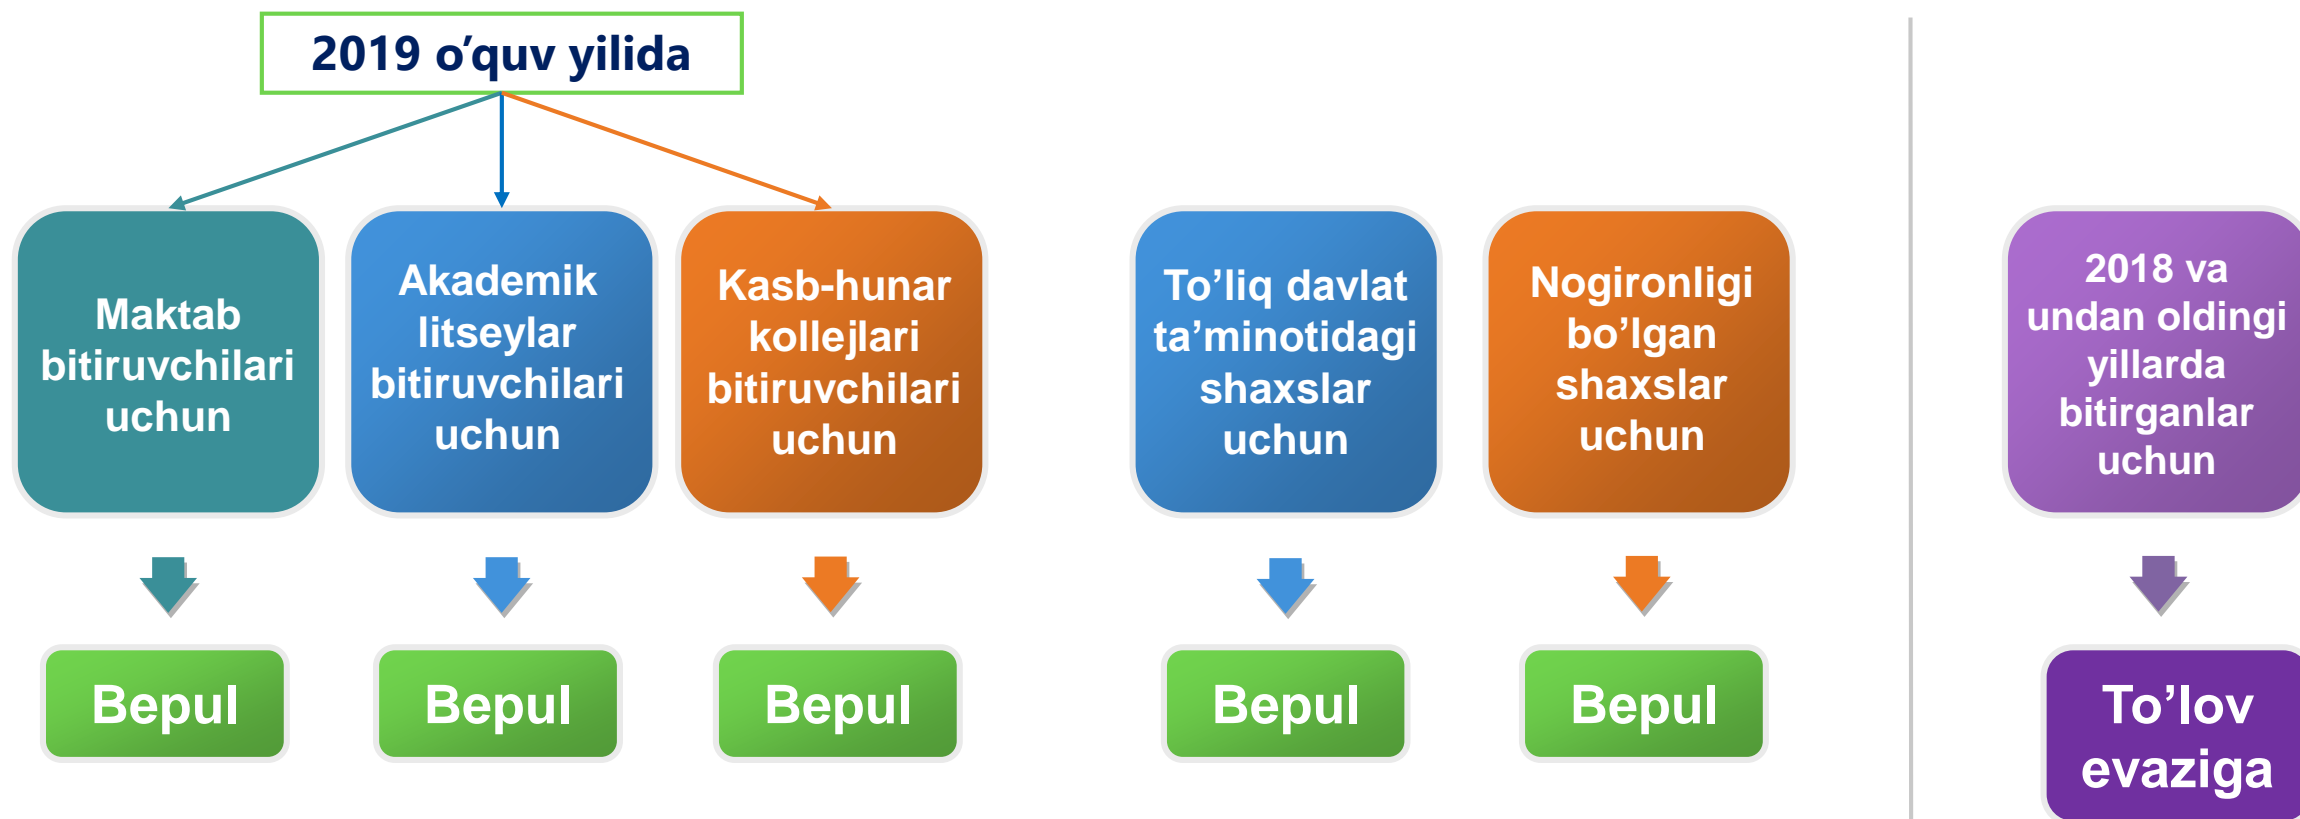 2019 o’quv yilida
Maktab
bitiruvchilari
uchun
Akademik
litseylar
bitiruvchilari
uchun
Kasb-hunar
kollejlari
bitiruvchilari
uchun
To’liq davlat
ta’minotidagi
shaxslar
uchun
Nogironligi
bo’lgan
shaxslar
uchun
2018 va
undan oldingi
yillarda
bitirganlar
uchun
Bepul
Bepul
Bepul
Bepul
Bepul
To’lov
evaziga